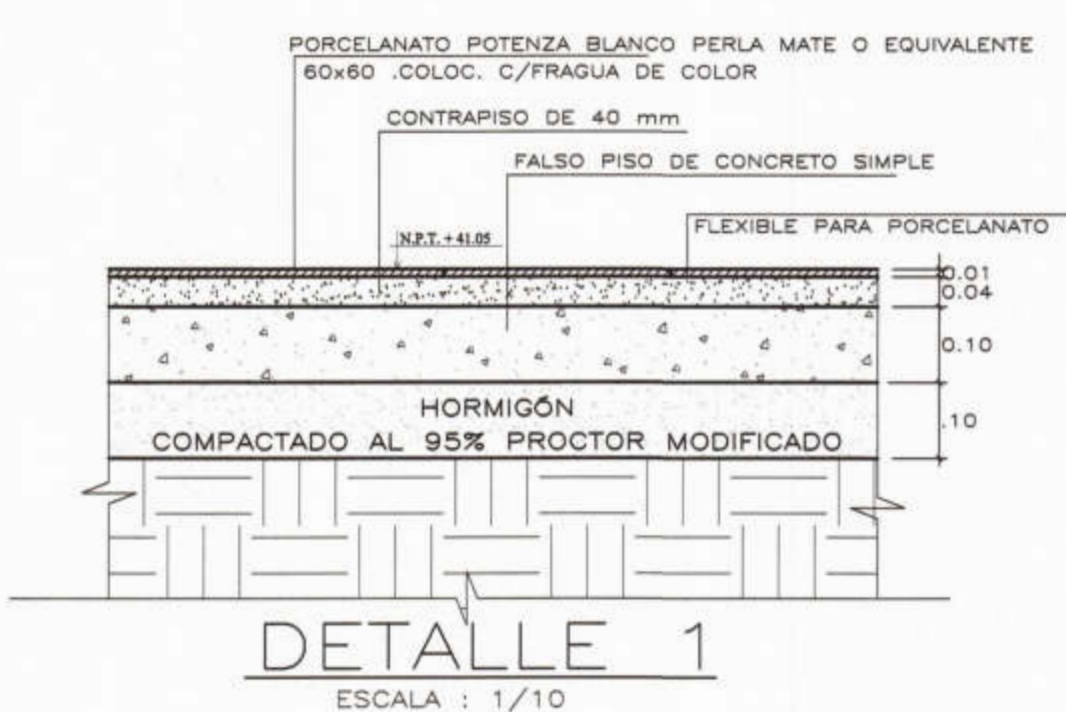 PORCELANATO POTENZA BLANCO PERLA MATE O EQUIVALENTE
60x60 .COLOC. C/FRAGUA DE COLOR
CONTRAPISO DE 40 mm
FALSO PISO DE CONCRETO SIMPLE
FLEXIBLE PARA PORCELANATO
N.P.T. + 41.05
0.01
0.04
0.10
.10
HORMIGÓN
COMPACTADO AL 95% PROCTOR MODIFICADO
DETALLE 1
ESCALA : 1/10